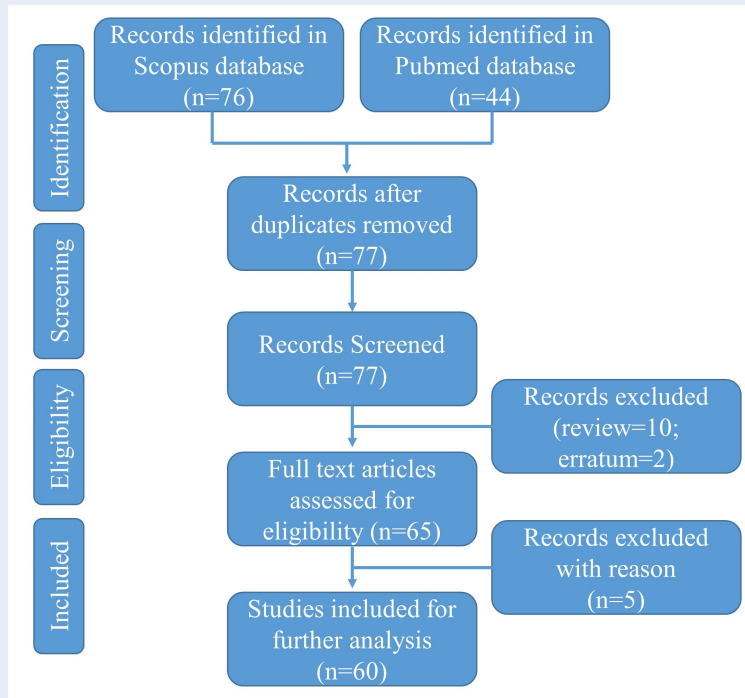 Identification
Records identified in
Scopus database
(n=76)
Records identified in
Pubmed database
(n=44)
Records after
duplicates removed
(n=77)
Screening
Records Screened
(n=77)
Eligibility
Records excluded
(review=10;
erratum=2)
Full text articles
assessed for
eligibility (n=65)
Included
Records excluded
with reason
(n=5)
Studies included for
further analysis
(n=60)